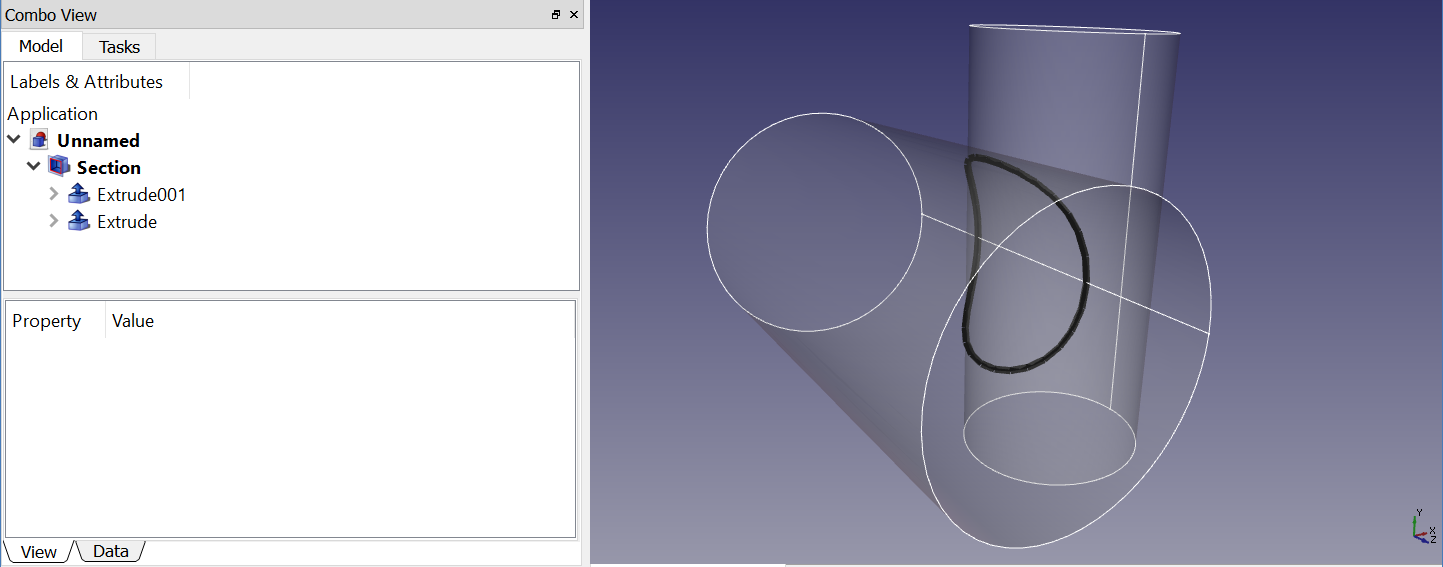 Combo View
Model Tasks
Labels & Attributes
Application
Unnamed
Section
Extrude001
Extrude
Property Value
View Data
Y
X
Z